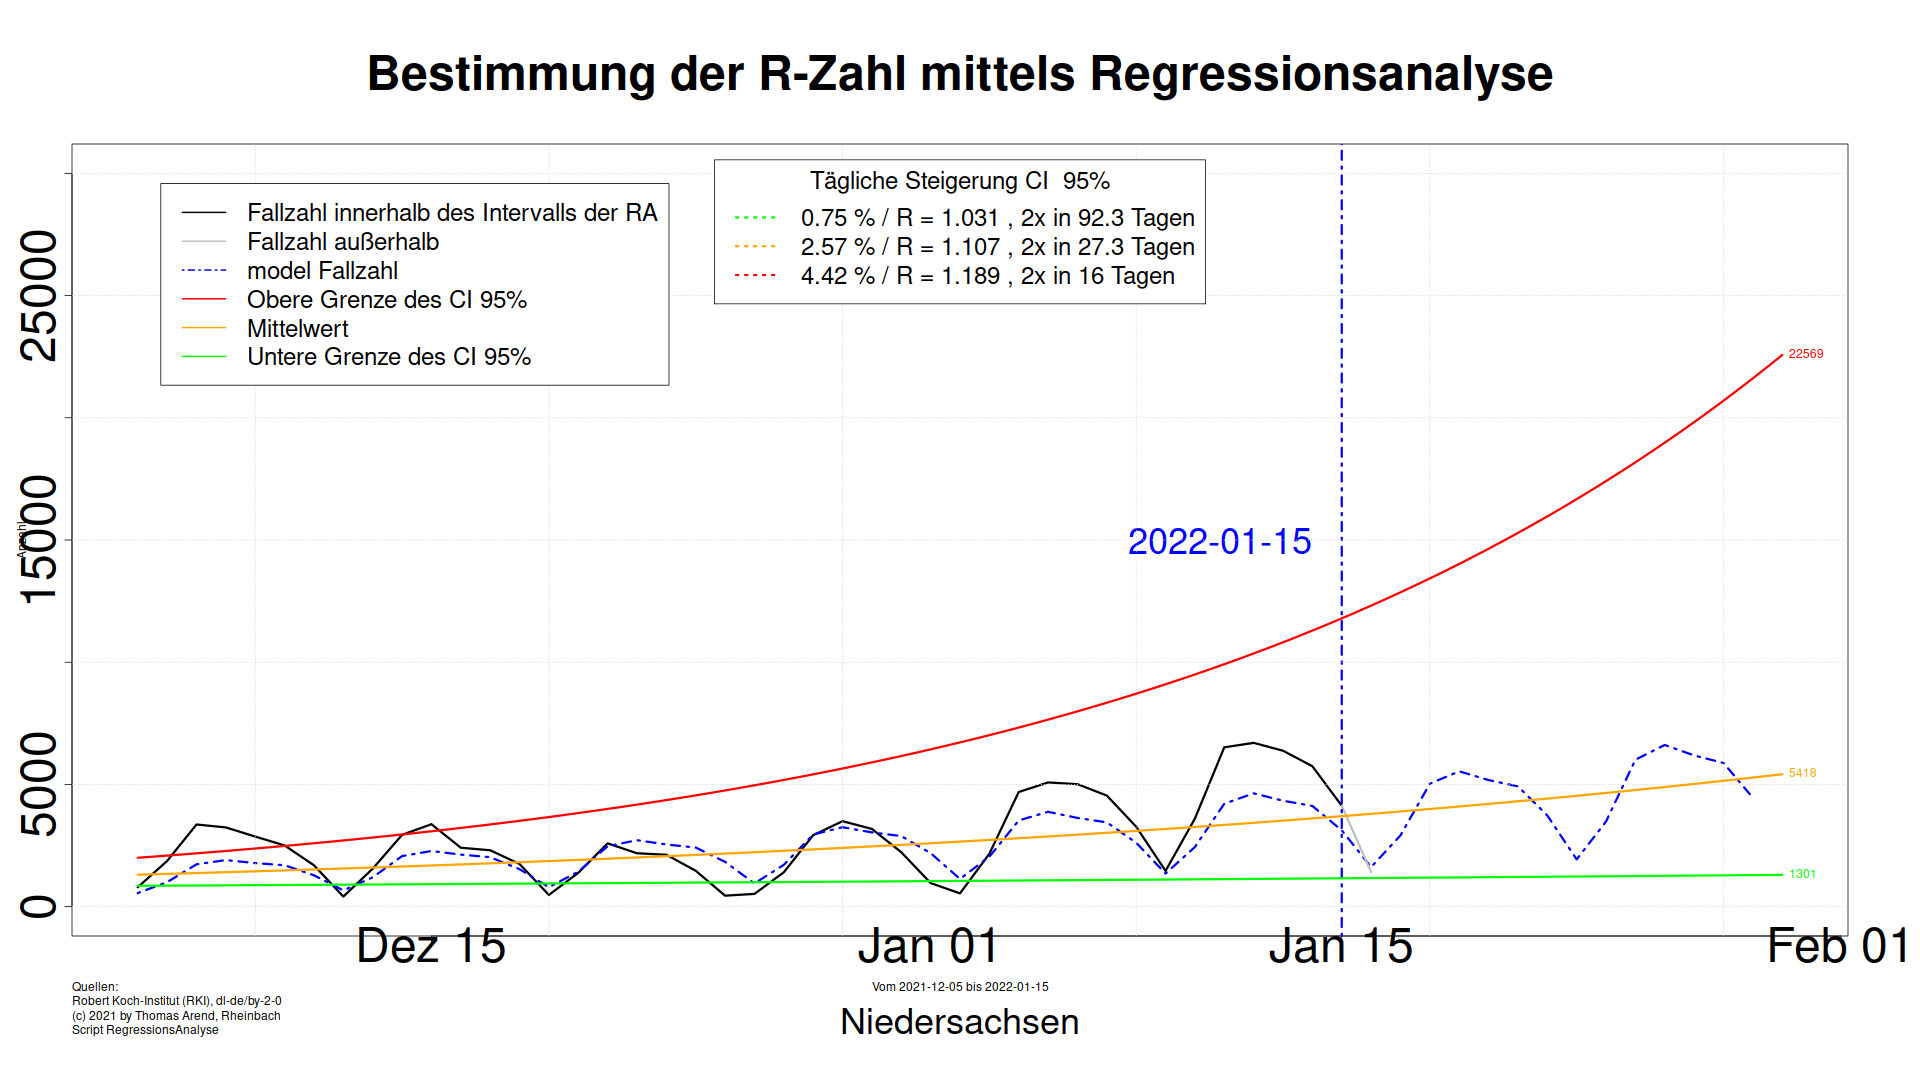 Bestimmung der R-Zahl mittels Regressionsanalyse
Fallzahl innerhalb des Intervalls der RA
Fallzahl außerhalb
model Fallzahl
Obere Grenze des CI 95%
Mittelwert
Untere Grenze des CI 95%
Tägliche Steigerung CI 95%
0.75 % / R = 1.031 , 2x in 92.3 Tagen
2.57 % / R = 1.107 , 2x in 27.3 Tagen
4.42 % / R = 1.189 , 2x in 16 Tagen
25000
15000
5000
0
Anzahl
2022-01-15
22569
5418
1301
Dez 15
Jan 01
Jan 15
Feb 01
Quellen:
Robert Koch-Institut (RKI), dl-de/by-2-0
(c) 2021 by Thomas Arend, Rheinbach
Script RegressionsAnalyse
Vom 2021-12-05 bis 2022-01-15
Niedersachsen